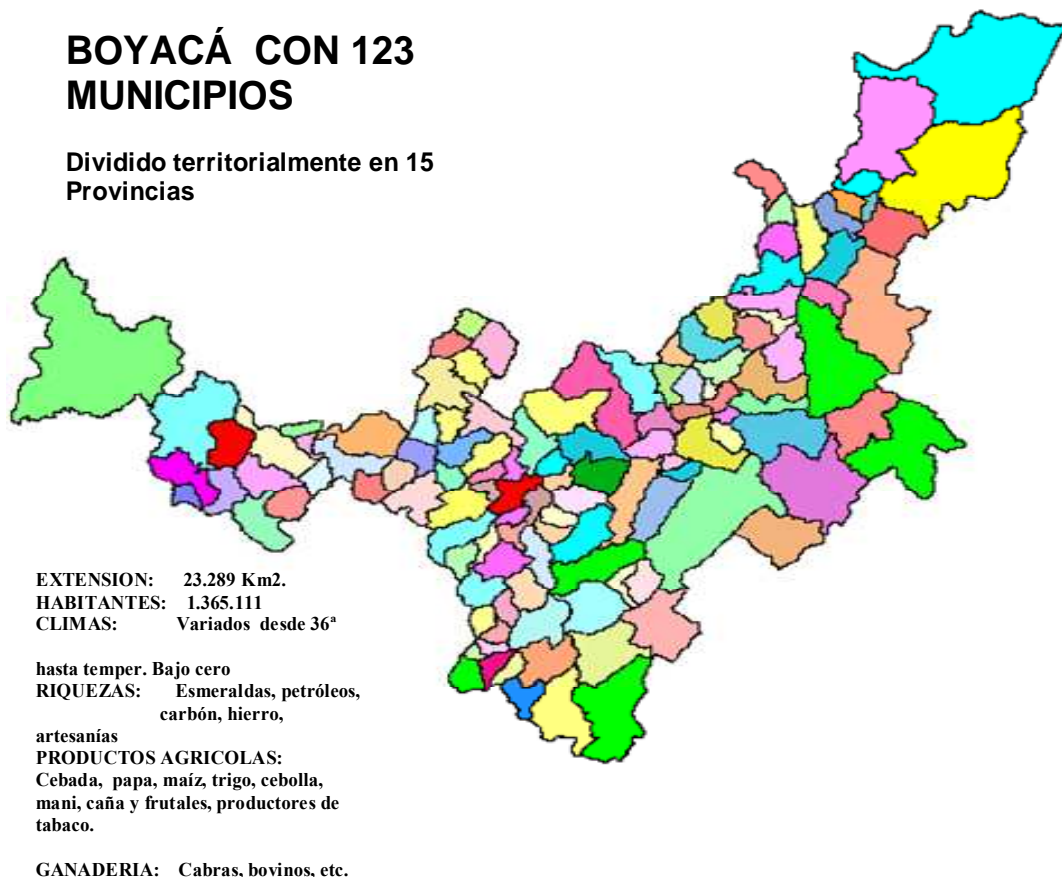 BOYACÁ CON 123
MUNICIPIOS
Dividido territorialmente en 15
Provincias
EXTENSION: 23.289 Km2.
HABITANTES: 1.365.111
CLIMAS: Variados desde 36ª
hasta temper. Bajo cero
RIQUEZAS: Esmeraldas, petróleos,
carbón, hierro,
artesanías
PRODUCTOS AGRICOLAS:
Cebada, papa, maíz, trigo, cebolla,
mani, caña y frutales, productores de
tabaco.
GANADERIA: Cabras, bovinos, etc.